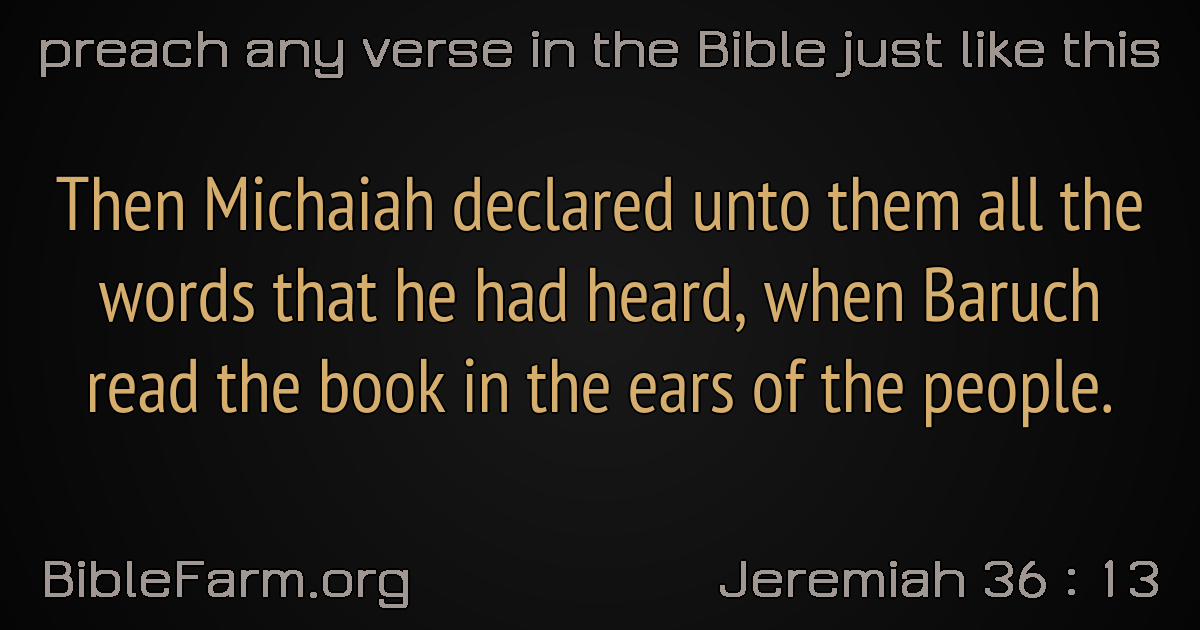 preach any verse in the Bible just like this
Then Michaiah declared unto them all the
words that he had heard, when Baruch
read the book in the ears of the people.
BibleFarm.org
Jeremiah 36 : 13